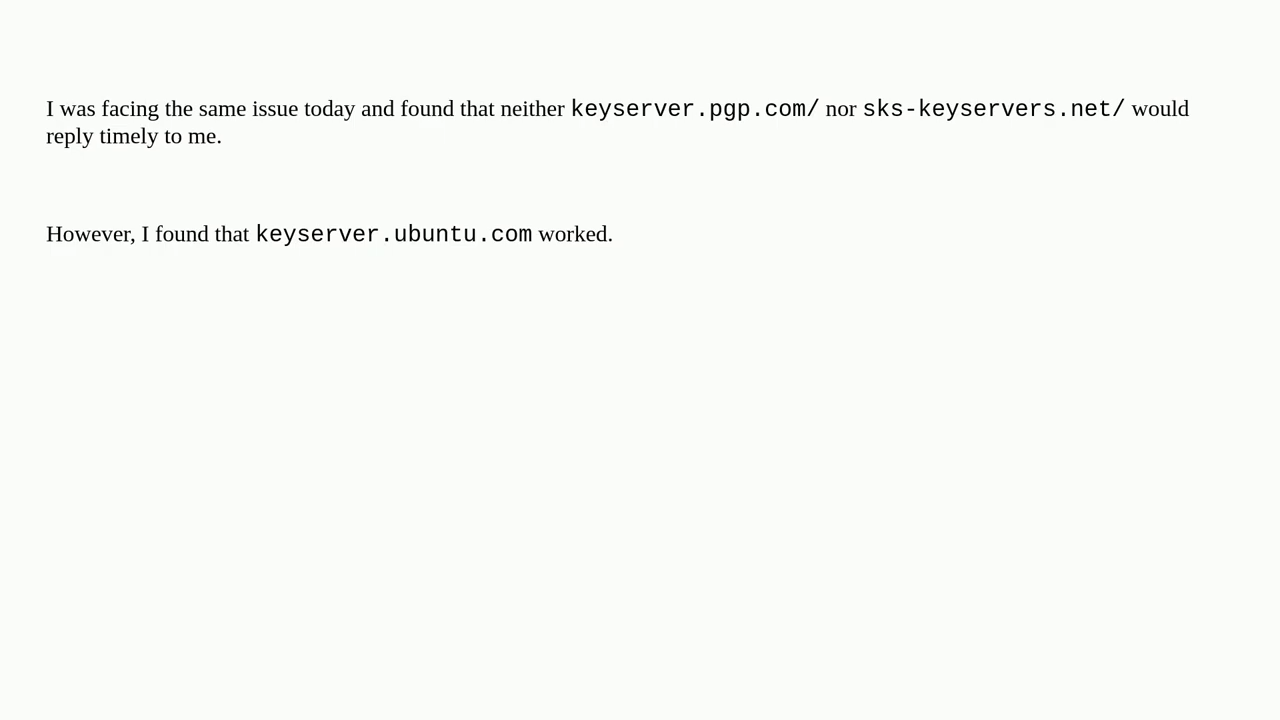 I was facing the same issue today and found that neither keyserver.pgp.com/ nor sks-keyservers.net/ would
reply timely to me.
However, I found that keyserver.ubuntu.com worked.